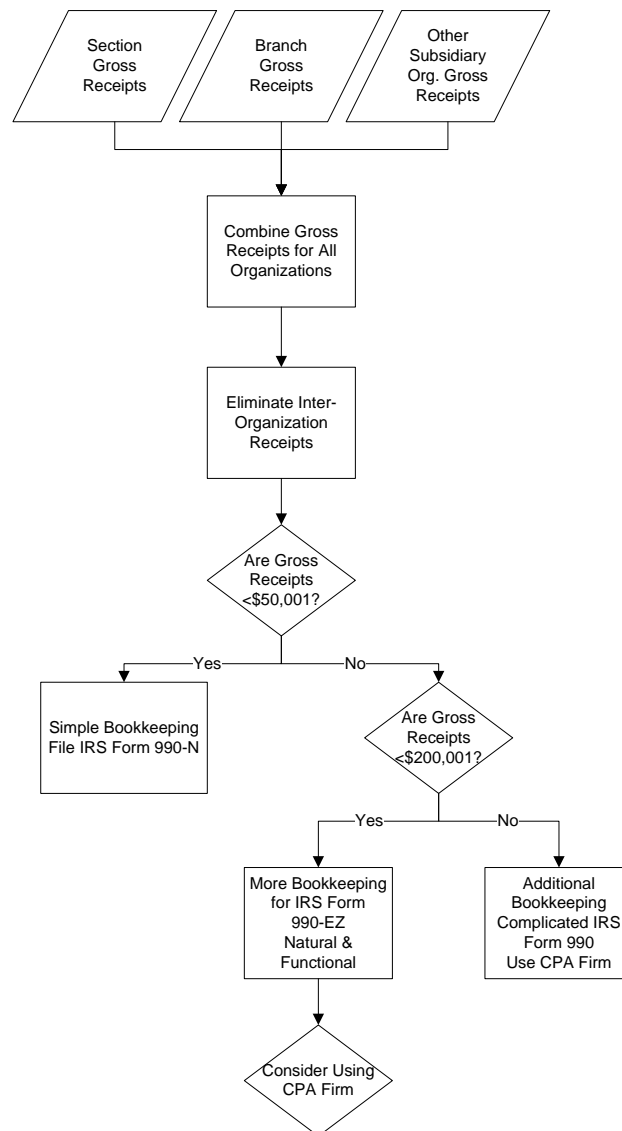 Section
Gross
Receipts
Branch
Gross
Receipts
Other
Subsidiary
Org. Gross
Receipts
Combine Gross
Receipts for All
Organizations
Eliminate Inter-
Organization
Receipts
Are Gross
Receipts
<$50,001?
Yes
No
Simple Bookkeeping
File IRS Form 990-N
Are Gross
Receipts
<$200,001?
Yes
No
More Bookkeeping
for IRS Form
990-EZ
Natural &
Functional
Additional
Bookkeeping
Complicated IRS
Form 990
Use CPA Firm
Consider Using
CPA Firm